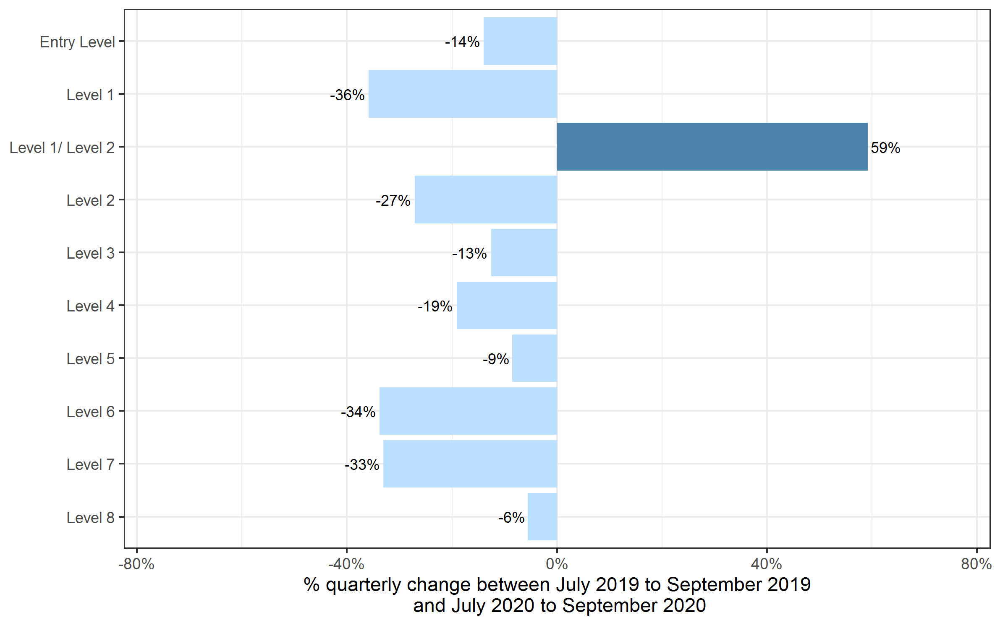 Entry Level -14%
Level 1 -36%
Level 1/ Level 2 59%
Level 2 -27%
Level 3 -13%
Level 4 -19%
Level 5 -9%
Level 6 -34%
Level 7 -33%
Level 8 -6%
-80% -40% 0% 40% 80%
% quarterly change between July 2019 to September 2019
and July 2020 to September 2020